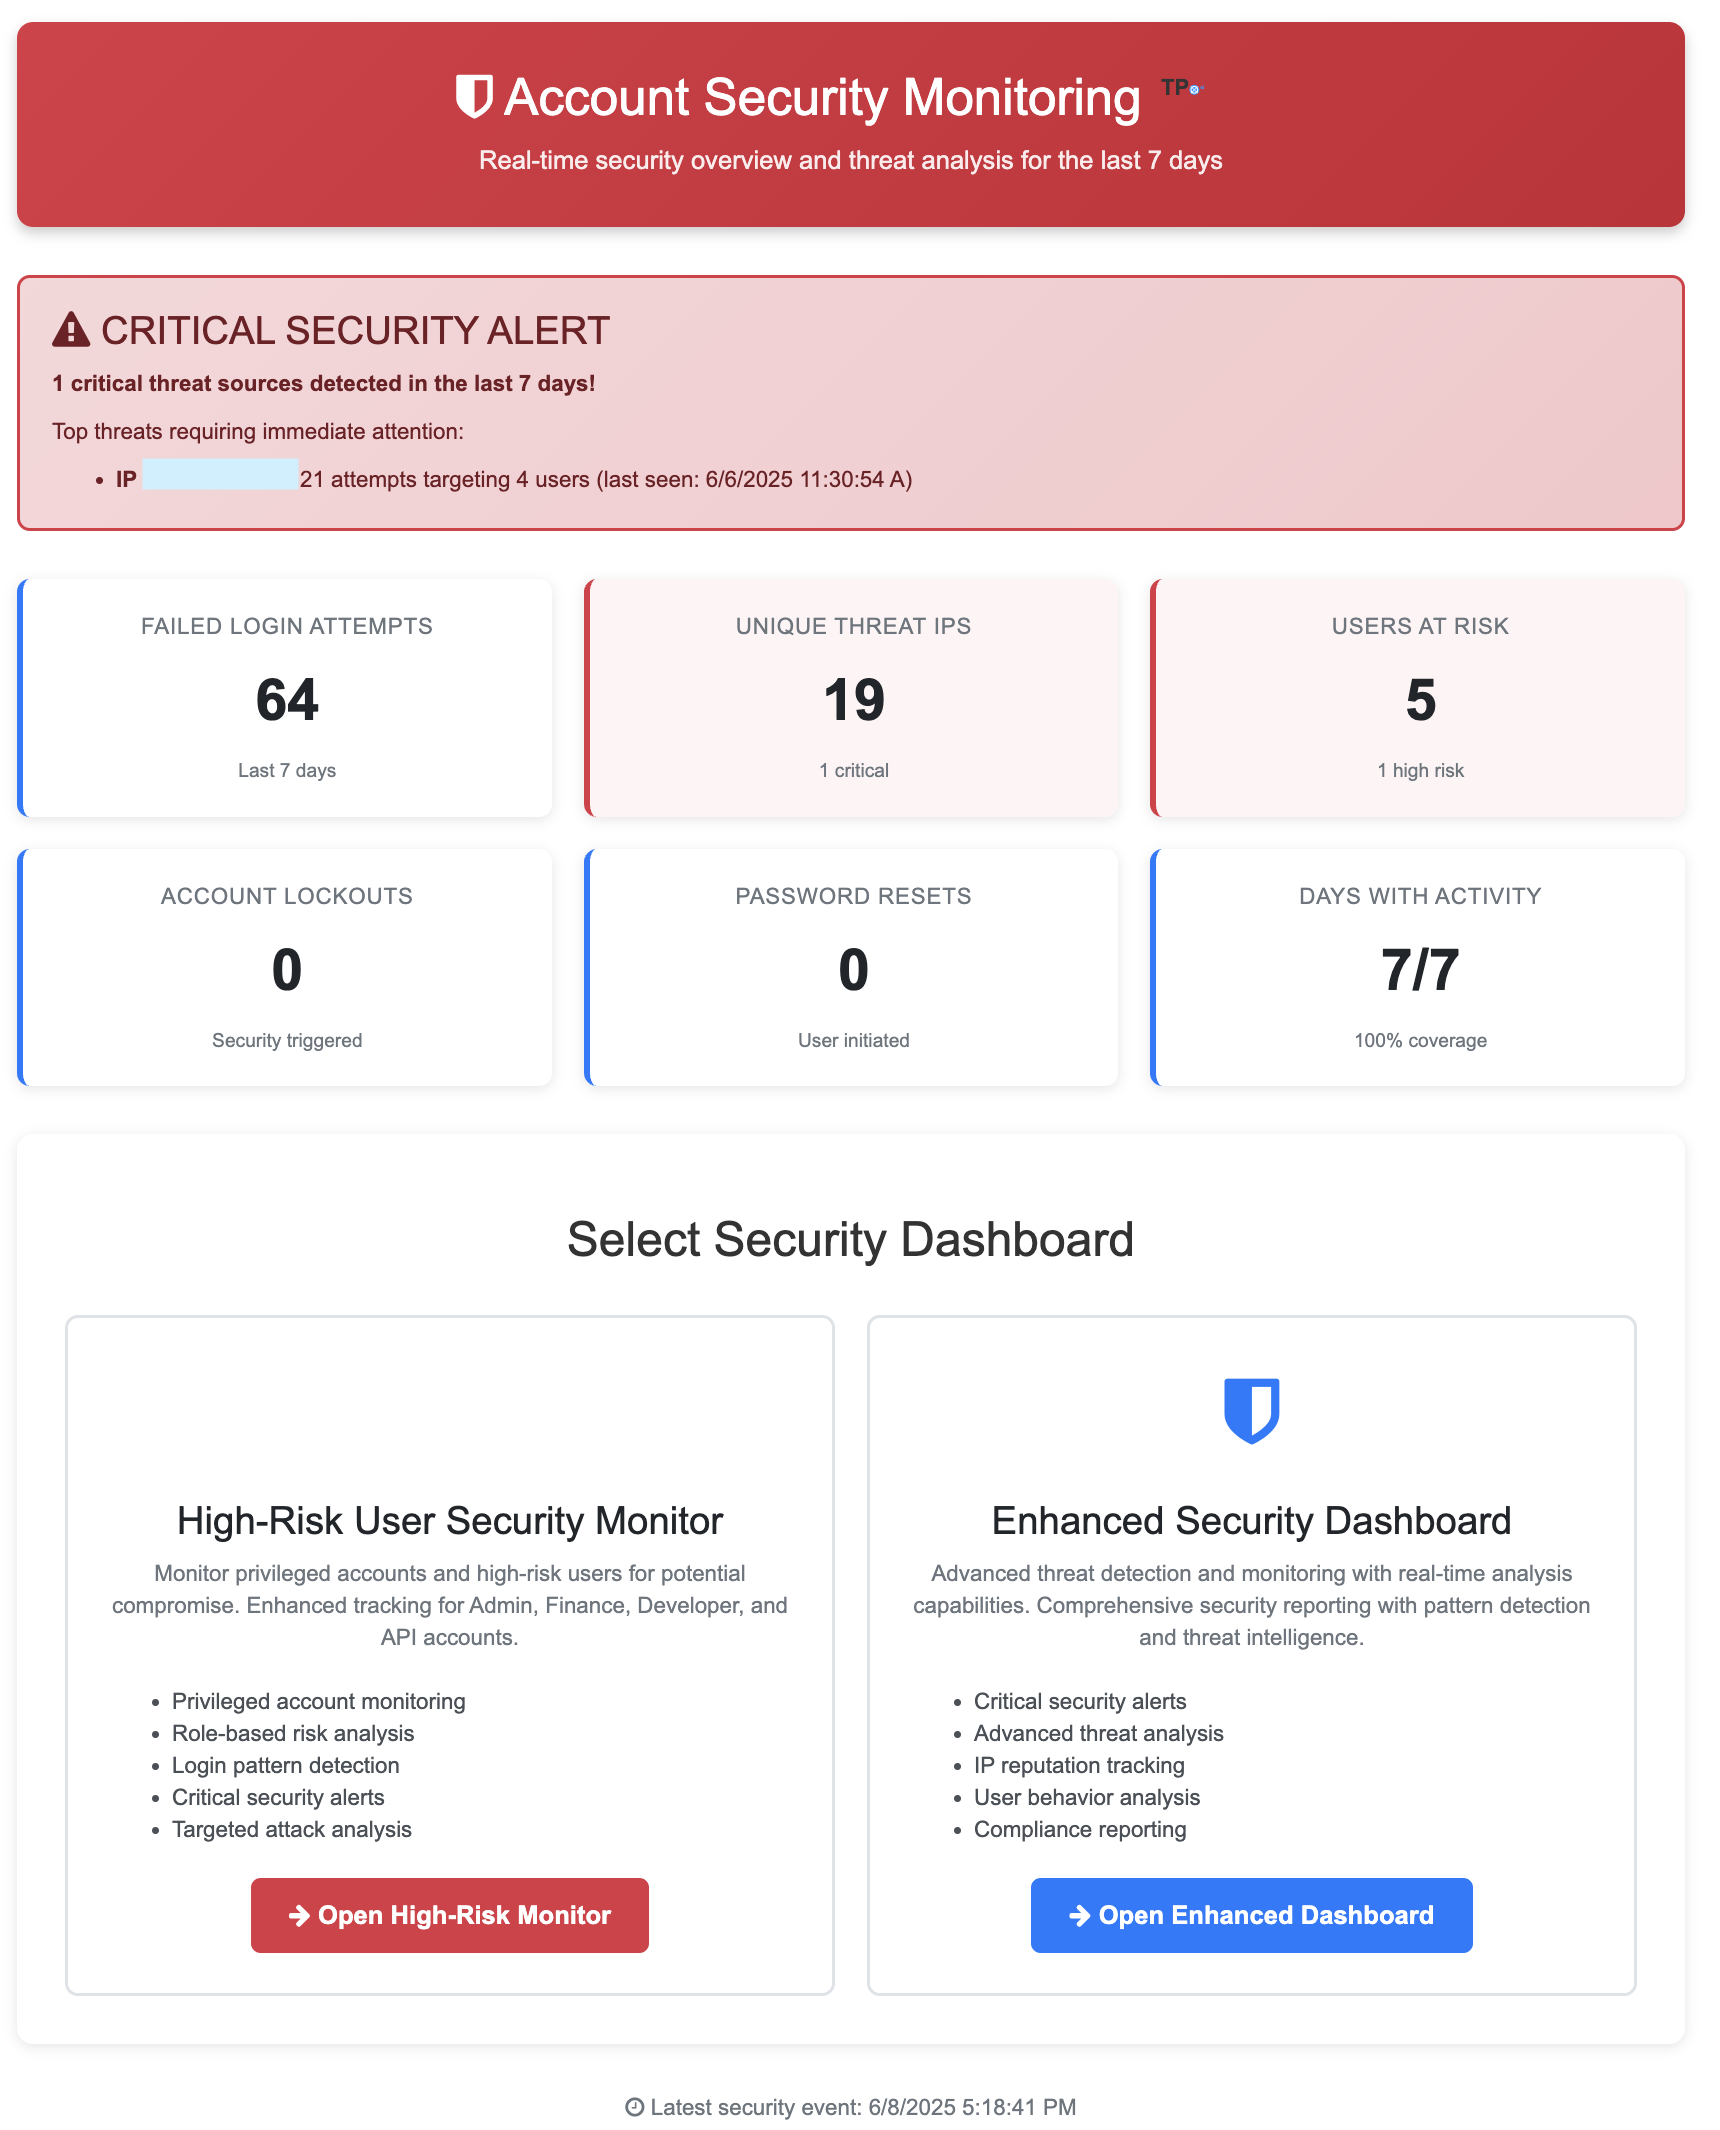 Account Security Monitoring TP
Real-time security overview and threat analysis for the last 7 days
CRITICAL SECURITY ALERT
1 critical threat sources detected in the last 7 days!
Top threats requiring immediate attention:
• IP 21 attempts targeting 4 users (last seen: 6/6/2025 11:30:54 A)
FAILED LOGIN ATTEMPTS
64
Last 7 days
UNIQUE THREAT IPS
19
1 critical
USERS AT RISK
5
1 high risk
ACCOUNT LOCKOUTS
0
Security triggered
PASSWORD RESETS
0
User initiated
DAYS WITH ACTIVITY
7/7
100% coverage
Select Security Dashboard
High-Risk User Security Monitor
Monitor privileged accounts and high-risk users for potential
compromise. Enhanced tracking for Admin, Finance, Developer, and
API accounts.
• Privileged account monitoring
• Role-based risk analysis
• Login pattern detection
• Critical security alerts
• Targeted attack analysis
Open High-Risk Monitor
Enhanced Security Dashboard
Advanced threat detection and monitoring with real-time analysis
capabilities. Comprehensive security reporting with pattern detection
and threat intelligence.
• Critical security alerts
• Advanced threat analysis
• IP reputation tracking
• User behavior analysis
• Compliance reporting
Open Enhanced Dashboard
Latest security event: 6/8/2025 5:18:41 PM